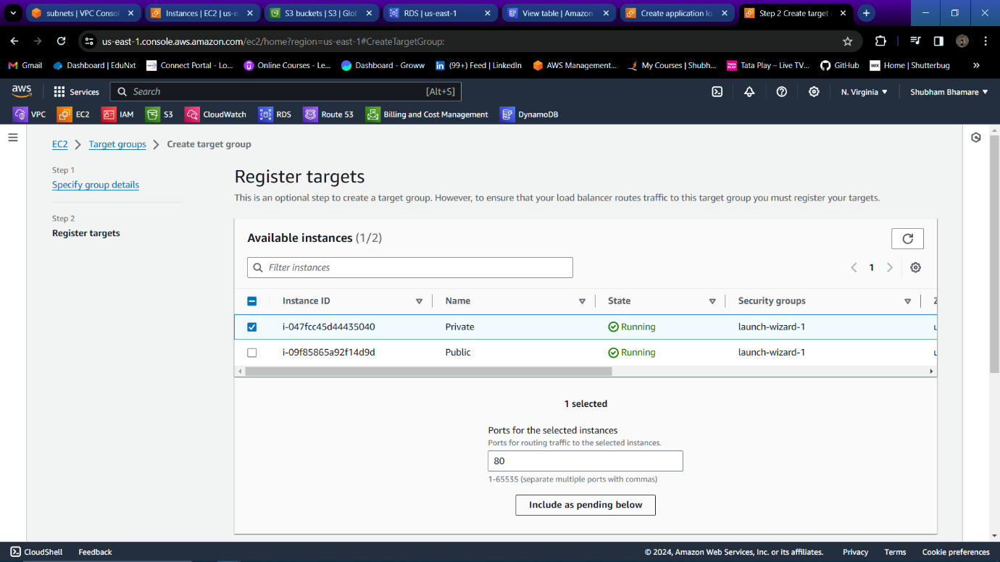 subnets | VPC Consol
Instances | EC2 | us-e
S3 buckets | S3 | Glob
RDS | us-east-1
View table | Amazon
Create application lo
Step 2 Create target
us-east-1.console.aws.amazon.com/ec2/home?region=us-east-1#CreateTargetGroup:
Gmail
Dashboard | EduNxt
Connect Portal - Lo...
Online Courses - Le...
Dashboard - Groww
(99+) Feed | LinkedIn
AWS Management...
My Courses | Shubh...
Tata Play – Live TV...
GitHub
Home | Shutterbug
aws
Services
Search
[Alt+S]
N. Virginia
Shubham Bhamare
VPC
EC2
IAM
S3
CloudWatch
RDS
Route 53
Billing and Cost Management
DynamoDB
EC2
Target groups
Create target group
Step 1
Specify group details
Step 2
Register targets
Register targets
This is an optional step to create a target group. However, to ensure that your load balancer routes traffic to this target group you must register your targets.
Available instances (1/2)
Filter instances
1
Instance ID
Name
State
Security groups
i-047fcc45d44435040
Private
Running
launch-wizard-1
i-09f85865a92f14d9d
Public
Running
launch-wizard-1
1 selected
Ports for the selected instances
Ports for routing traffic to the selected instances.
80
1-65535 (separate multiple ports with commas)
Include as pending below
CloudShell
Feedback
© 2024, Amazon Web Services, Inc. or its affiliates.
Privacy
Terms
Cookie preferences